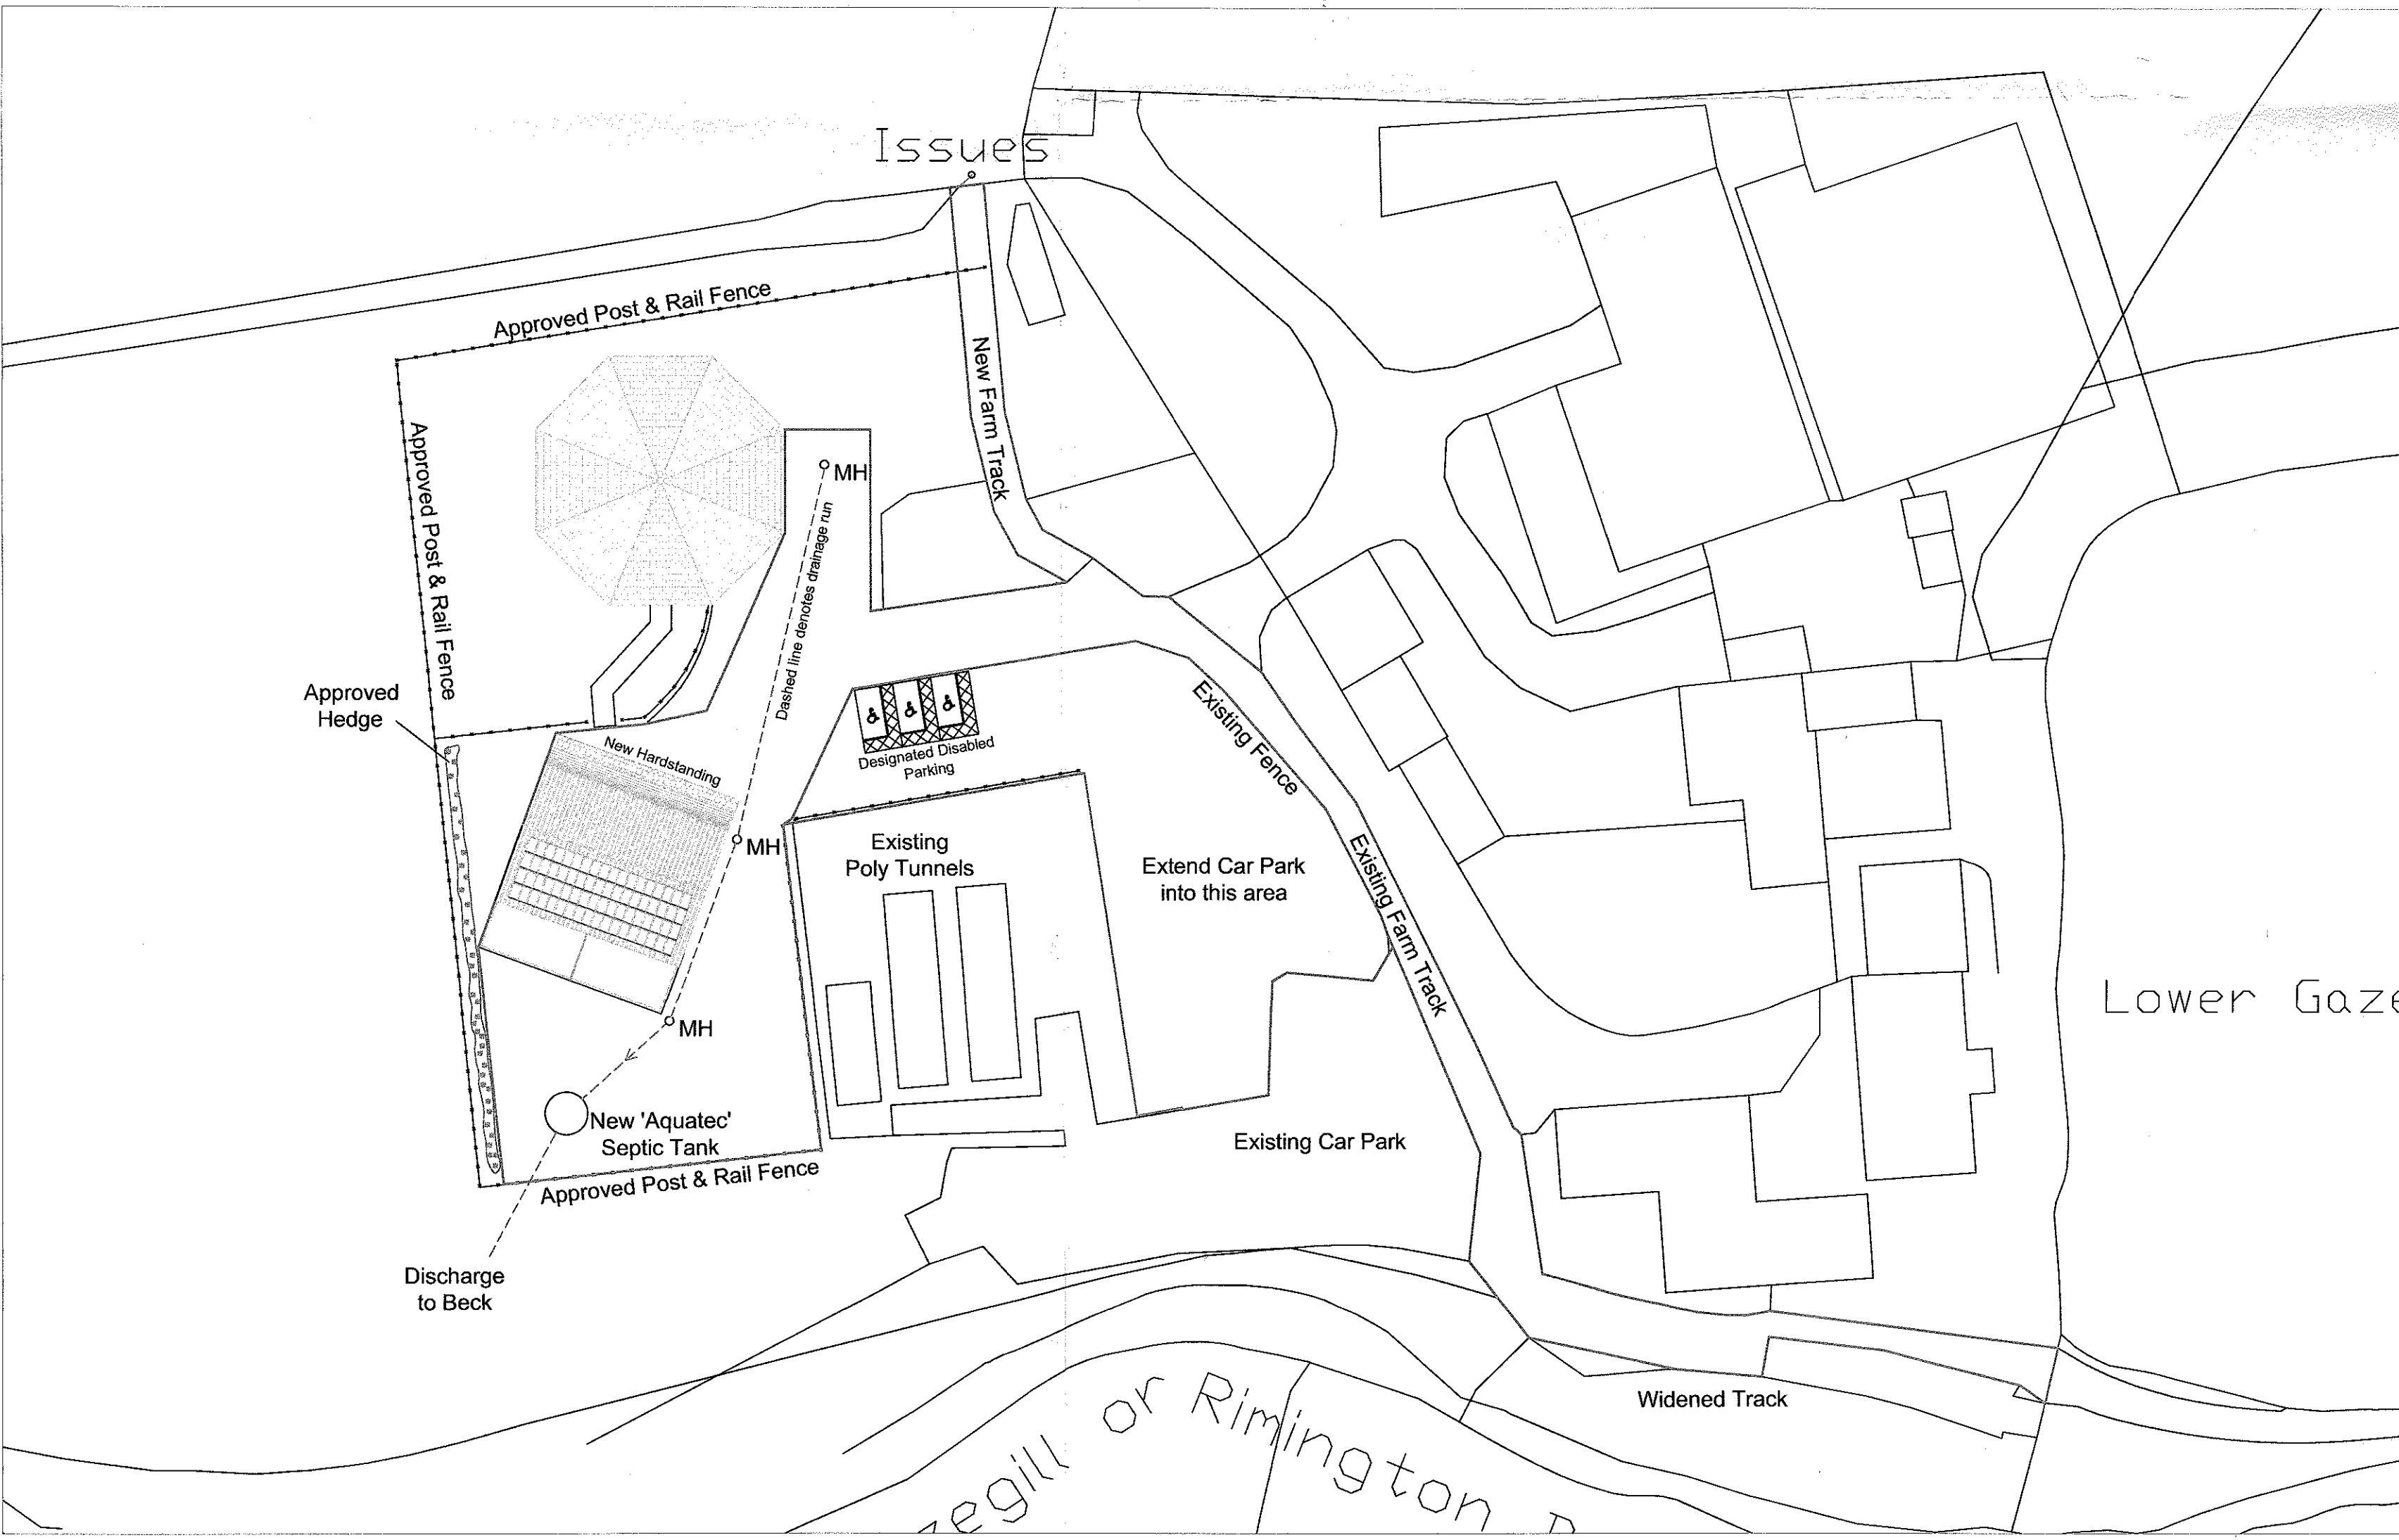 Issues
Approved Post & Rail Fence
New Farm Track
Approved Post & Rail Fence
MH
Dashed line denotes drainage run
Approved
Hedge
New Hardstanding
Designated Disabled
Parking
Existing Fence
MH
Existing
Poly Tunnels
Extend Car Park
into this area
Existing Farm Track
Lower
MH
New 'Aquatec'
Septic Tank
Approved Post & Rail Fence
Existing Car Park
Discharge
to Beck
Widened Track
or Rimington